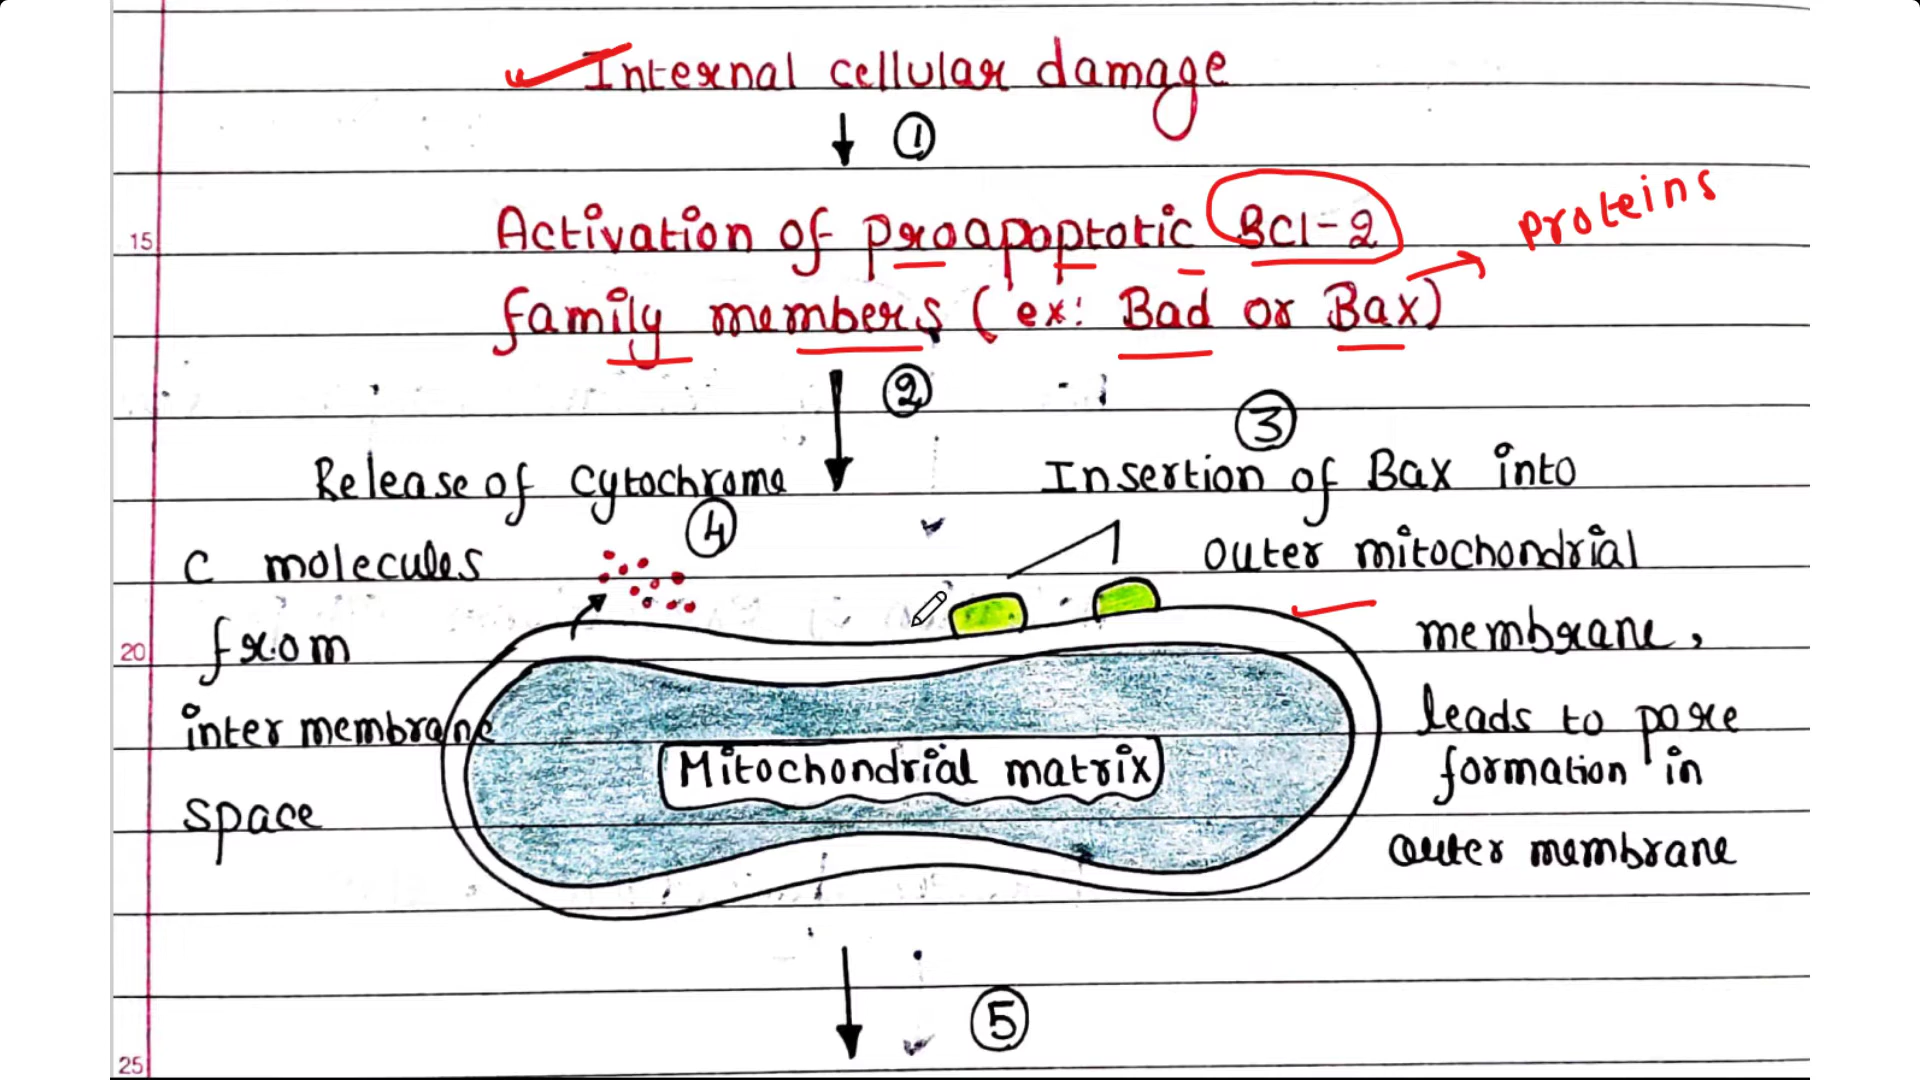 Internal cellular damage
1
Activation of proapoptotic Bcl-2
proteins
family members (ex: Bad or Bax)
2
3
Release of cytochrome
Insertion of Bax into
4
C molecules
outer mitochondrial
from
membrane,
inter membrane
leads to pore
Mitochondrial matrix
formation in
space
outer membrane
5
15
20
25